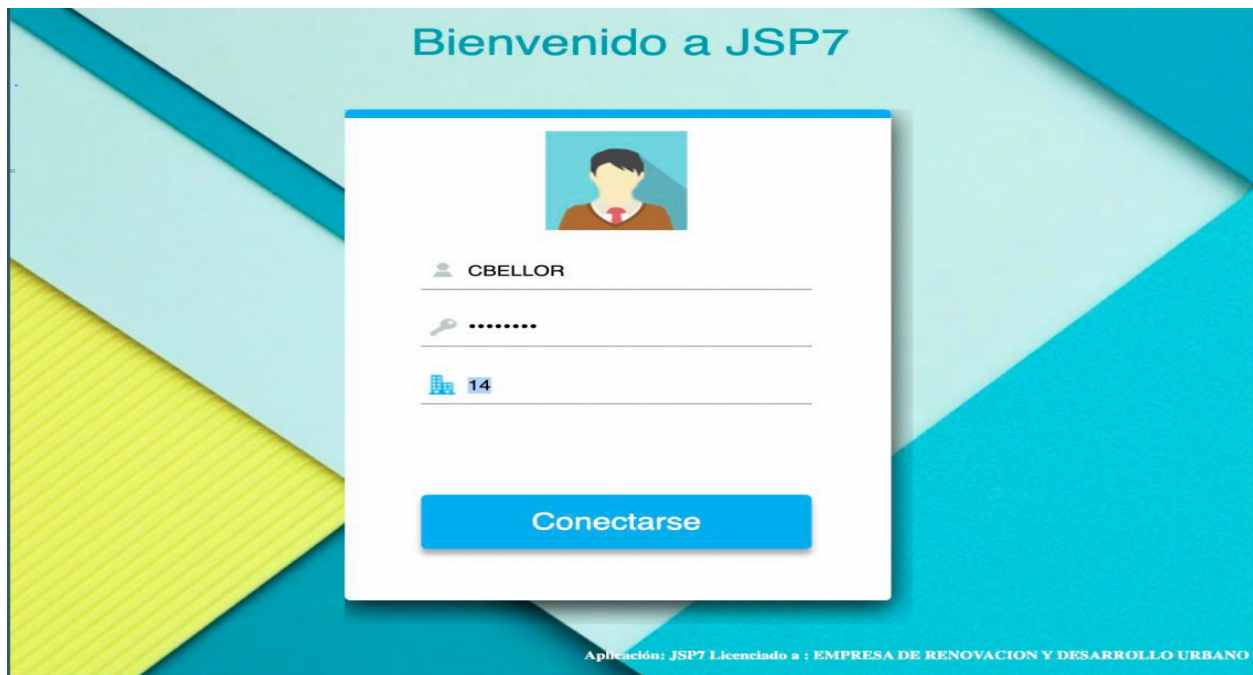 Bienvenido a JSP7
CBELLOR
••••••••
14
Conectarse
Aplicación: JSP7 Licenciado a : EMPRESA DE RENOVACION Y DESARROLLO URBANO